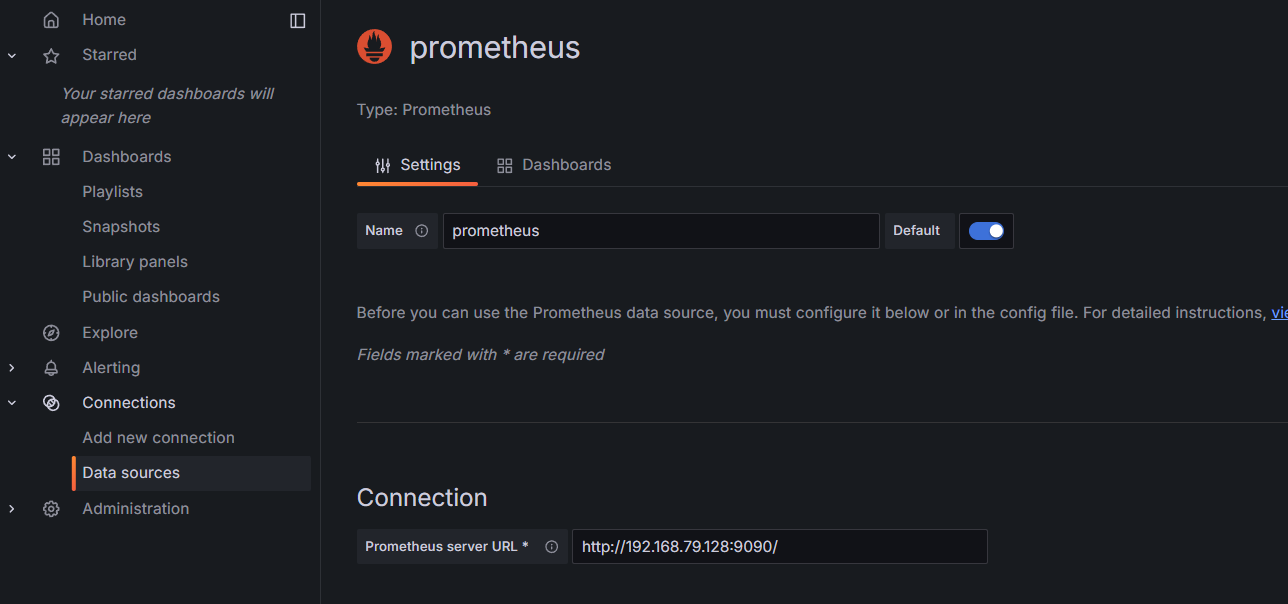 Home
Starred
Your starred dashboards will
appear here
Dashboards
Playlists
Snapshots
Library panels
Public dashboards
Explore
Alerting
Connections
Add new connection
Data sources
Administration
prometheus
Type: Prometheus
Settings Dashboards
Name prometheus Default
Before you can use the Prometheus data source, you must configure it below or in the config file. For detailed instructions,
Fields marked with * are required
Connection
Prometheus server URL * http://192.168.79.128:9090/